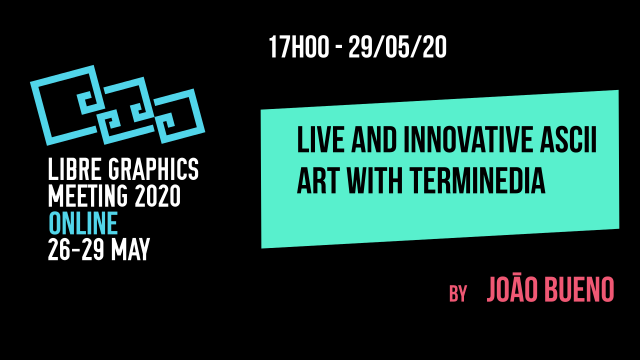 17H00 - 29/05/20
LIBRE GRAPHICS
MEETING 2020
ONLINE
26-29 MAY
LIVE AND INNOVATIVE ASCII
ART WITH TERMINEDIA
BY JOÃO BUENO